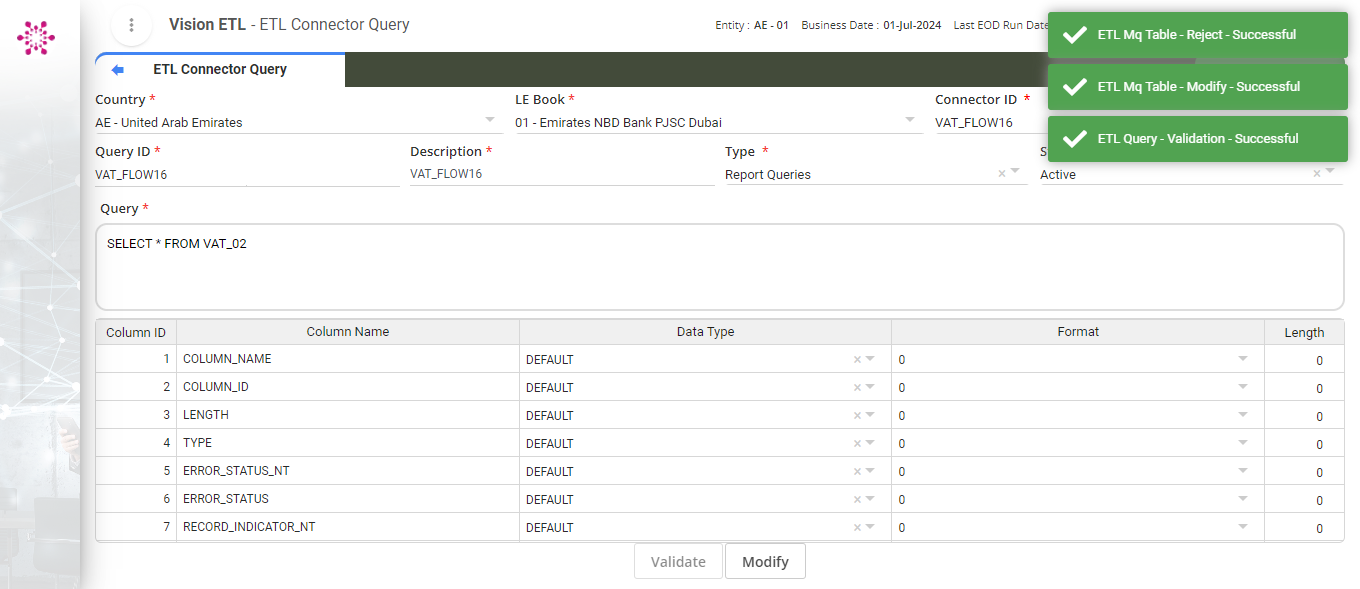 Vision ETL - ETL Connector Query
Entity : AE - 01 Business Date : 01-Jul-2024 Last EOD Run Date
ETL Mq Table - Reject - Successful
ETL Mq Table - Modify - Successful
ETL Query - Validation - Successful
ETL Connector Query
Country * LE Book * Connector ID *
AE - United Arab Emirates 01 - Emirates NBD Bank PJSC Dubai VAT_FLOW16
Query ID * Description * Type * S
VAT_FLOW16 VAT_FLOW16 Report Queries × Active ×
Query *
SELECT * FROM VAT_02
Column ID Column Name Data Type Format Length
1 COLUMN_NAME DEFAULT × 0 0
2 COLUMN_ID DEFAULT × 0 0
3 LENGTH DEFAULT × 0 0
4 TYPE DEFAULT × 0 0
5 ERROR_STATUS_NT DEFAULT × 0 0
6 ERROR_STATUS DEFAULT × 0 0
7 RECORD_INDICATOR_NT DEFAULT × 0 0
Validate Modify